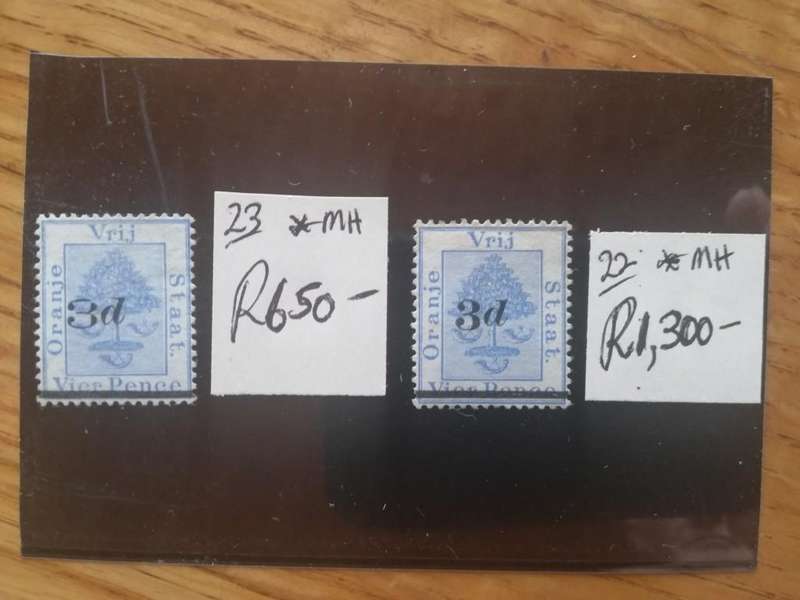 Vrij
Oranje
Staat.
3d
Vier Pence
23 * MH
R650-
Vrij
Oranje
Staat.
3d
Vier Pence
22 * MH
R1,300-